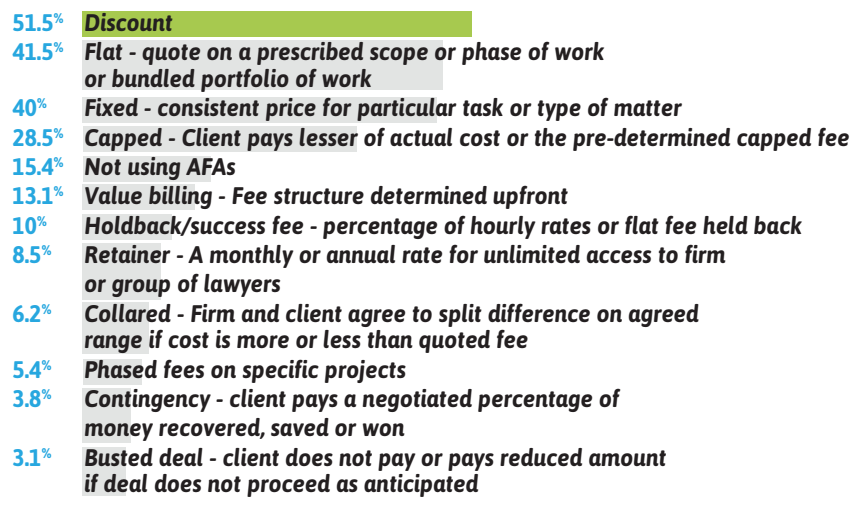 51.5% Discount
41.5% Flat - quote on a prescribed scope or phase of work
or bundled portfolio of work
40% Fixed - consistent price for particular task or type of matter
28.5% Capped - Client pays lesser of actual cost or the pre-determined capped fee
15.4% Not using AFAs
13.1% Value billing - Fee structure determined upfront
10% Holdback/success fee - percentage of hourly rates or flat fee held back
8.5% Retainer - A monthly or annual rate for unlimited access to firm
or group of lawyers
6.2% Collared - Firm and client agree to split difference on agreed
range if cost is more or less than quoted fee
5.4% Phased fees on specific projects
3.8% Contingency - client pays a negotiated percentage of
money recovered, saved or won
3.1% Busted deal - client does not pay or pays reduced amount
if deal does not proceed as anticipated